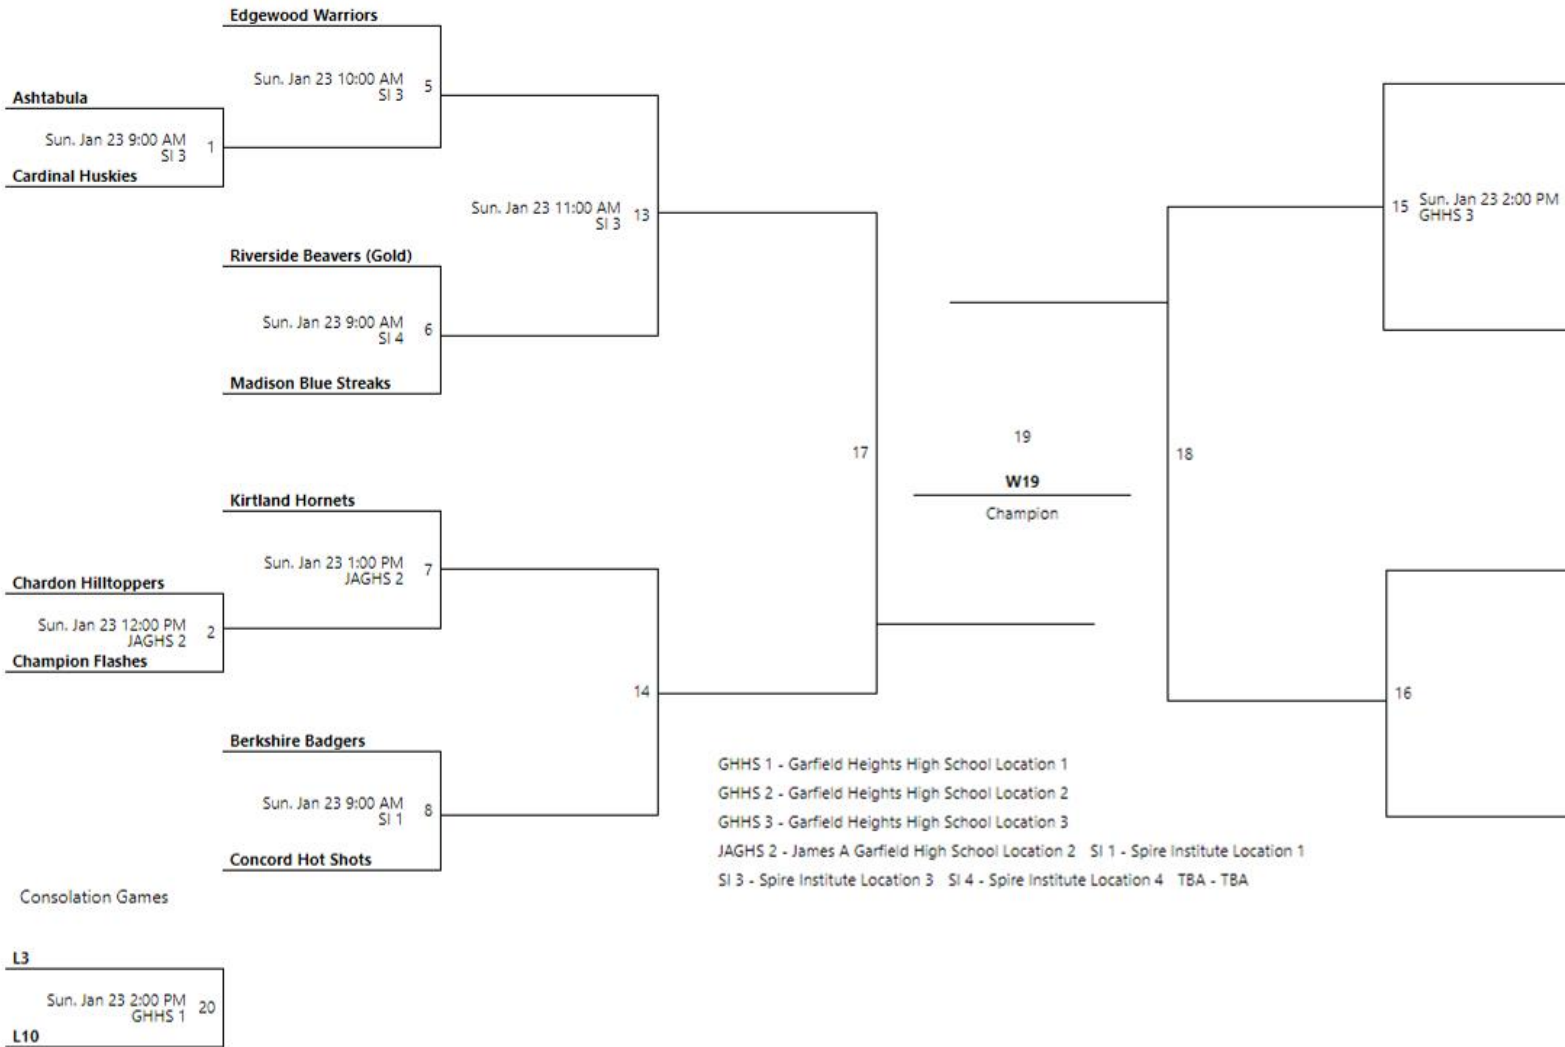 Edgewood Warriors
Sun. Jan 23 10:00 AM
SI 3
5
Ashtabula
Sun. Jan 23 9:00 AM
SI 3
1
Cardinal Huskies
Sun. Jan 23 11:00 AM
SI 3
13
Riverside Beavers (Gold)
Sun. Jan 23 9:00 AM
SI 4
6
Madison Blue Streaks
17
Kirtland Hornets
Sun. Jan 23 1:00 PM
JAGHS 2
7
Chardon Hilltoppers
Sun. Jan 23 12:00 PM
JAGHS 2
2
Champion Flashes
14
Berkshire Badgers
Sun. Jan 23 9:00 AM
SI 1
8
Concord Hot Shots
19
W19
Champion
15
Sun. Jan 23 2:00 PM
GHHS 3
18
16
GHHS 1 - Garfield Heights High School Location 1
GHHS 2 - Garfield Heights High School Location 2
GHHS 3 - Garfield Heights High School Location 3
JAGHS 2 - James A Garfield High School Location 2 SI 1 - Spire Institute Location 1
SI 3 - Spire Institute Location 3 SI 4 - Spire Institute Location 4 TBA - TBA
Consolation Games
L3
Sun. Jan 23 2:00 PM
GHHS 1
20
L10